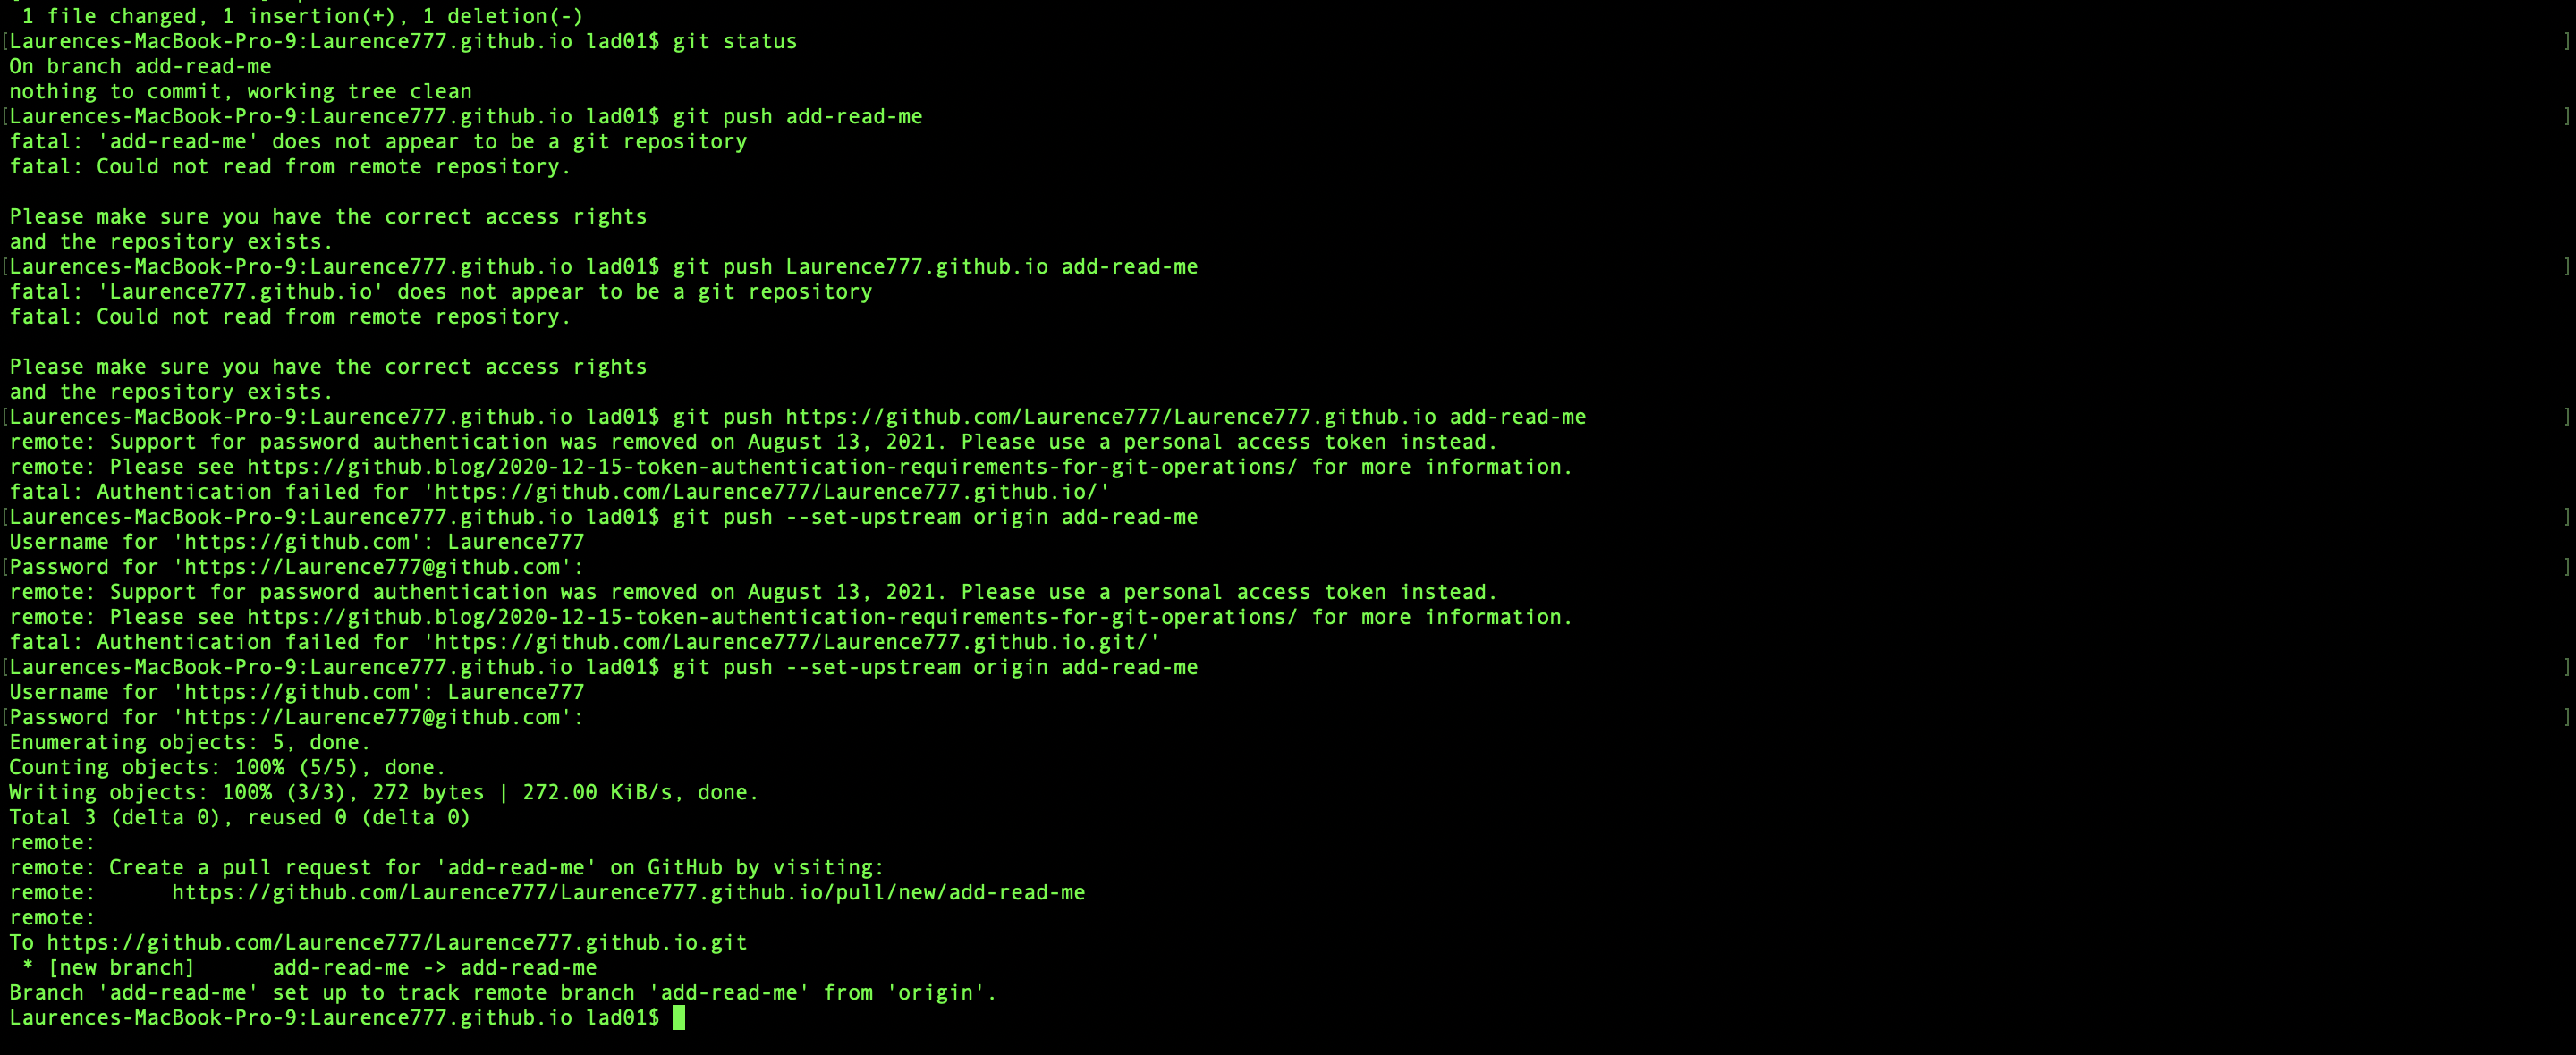 1 file changed, 1 insertion(+), 1 deletion(-)
[Laurences-MacBook-Pro-9:Laurence777.github.io lad01$ git status ]
On branch add-read-me
nothing to commit, working tree clean
[Laurences-MacBook-Pro-9:Laurence777.github.io lad01$ git push add-read-me ]
fatal: 'add-read-me' does not appear to be a git repository
fatal: Could not read from remote repository.

Please make sure you have the correct access rights
and the repository exists.
[Laurences-MacBook-Pro-9:Laurence777.github.io lad01$ git push Laurence777.github.io add-read-me ]
fatal: 'Laurence777.github.io' does not appear to be a git repository
fatal: Could not read from remote repository.

Please make sure you have the correct access rights
and the repository exists.
[Laurences-MacBook-Pro-9:Laurence777.github.io lad01$ git push https://github.com/Laurence777/Laurence777.github.io add-read-me ]
remote: Support for password authentication was removed on August 13, 2021. Please use a personal access token instead.
remote: Please see https://github.blog/2020-12-15-token-authentication-requirements-for-git-operations/ for more information.
fatal: Authentication failed for 'https://github.com/Laurence777/Laurence777.github.io/'
[Laurences-MacBook-Pro-9:Laurence777.github.io lad01$ git push --set-upstream origin add-read-me ]
Username for 'https://github.com': Laurence777
[Password for 'https://Laurence777@github.com': ]
remote: Support for password authentication was removed on August 13, 2021. Please use a personal access token instead.
remote: Please see https://github.blog/2020-12-15-token-authentication-requirements-for-git-operations/ for more information.
fatal: Authentication failed for 'https://github.com/Laurence777/Laurence777.github.io.git/'
[Laurences-MacBook-Pro-9:Laurence777.github.io lad01$ git push --set-upstream origin add-read-me ]
Username for 'https://github.com': Laurence777
[Password for 'https://Laurence777@github.com': ]
Enumerating objects: 5, done.
Counting objects: 100% (5/5), done.
Writing objects: 100% (3/3), 272 bytes | 272.00 KiB/s, done.
Total 3 (delta 0), reused 0 (delta 0)
remote:
remote: Create a pull request for 'add-read-me' on GitHub by visiting:
remote:      https://github.com/Laurence777/Laurence777.github.io/pull/new/add-read-me
remote:
To https://github.com/Laurence777/Laurence777.github.io.git
 * [new branch]      add-read-me -> add-read-me
Branch 'add-read-me' set up to track remote branch 'add-read-me' from 'origin'.
Laurences-MacBook-Pro-9:Laurence777.github.io lad01$